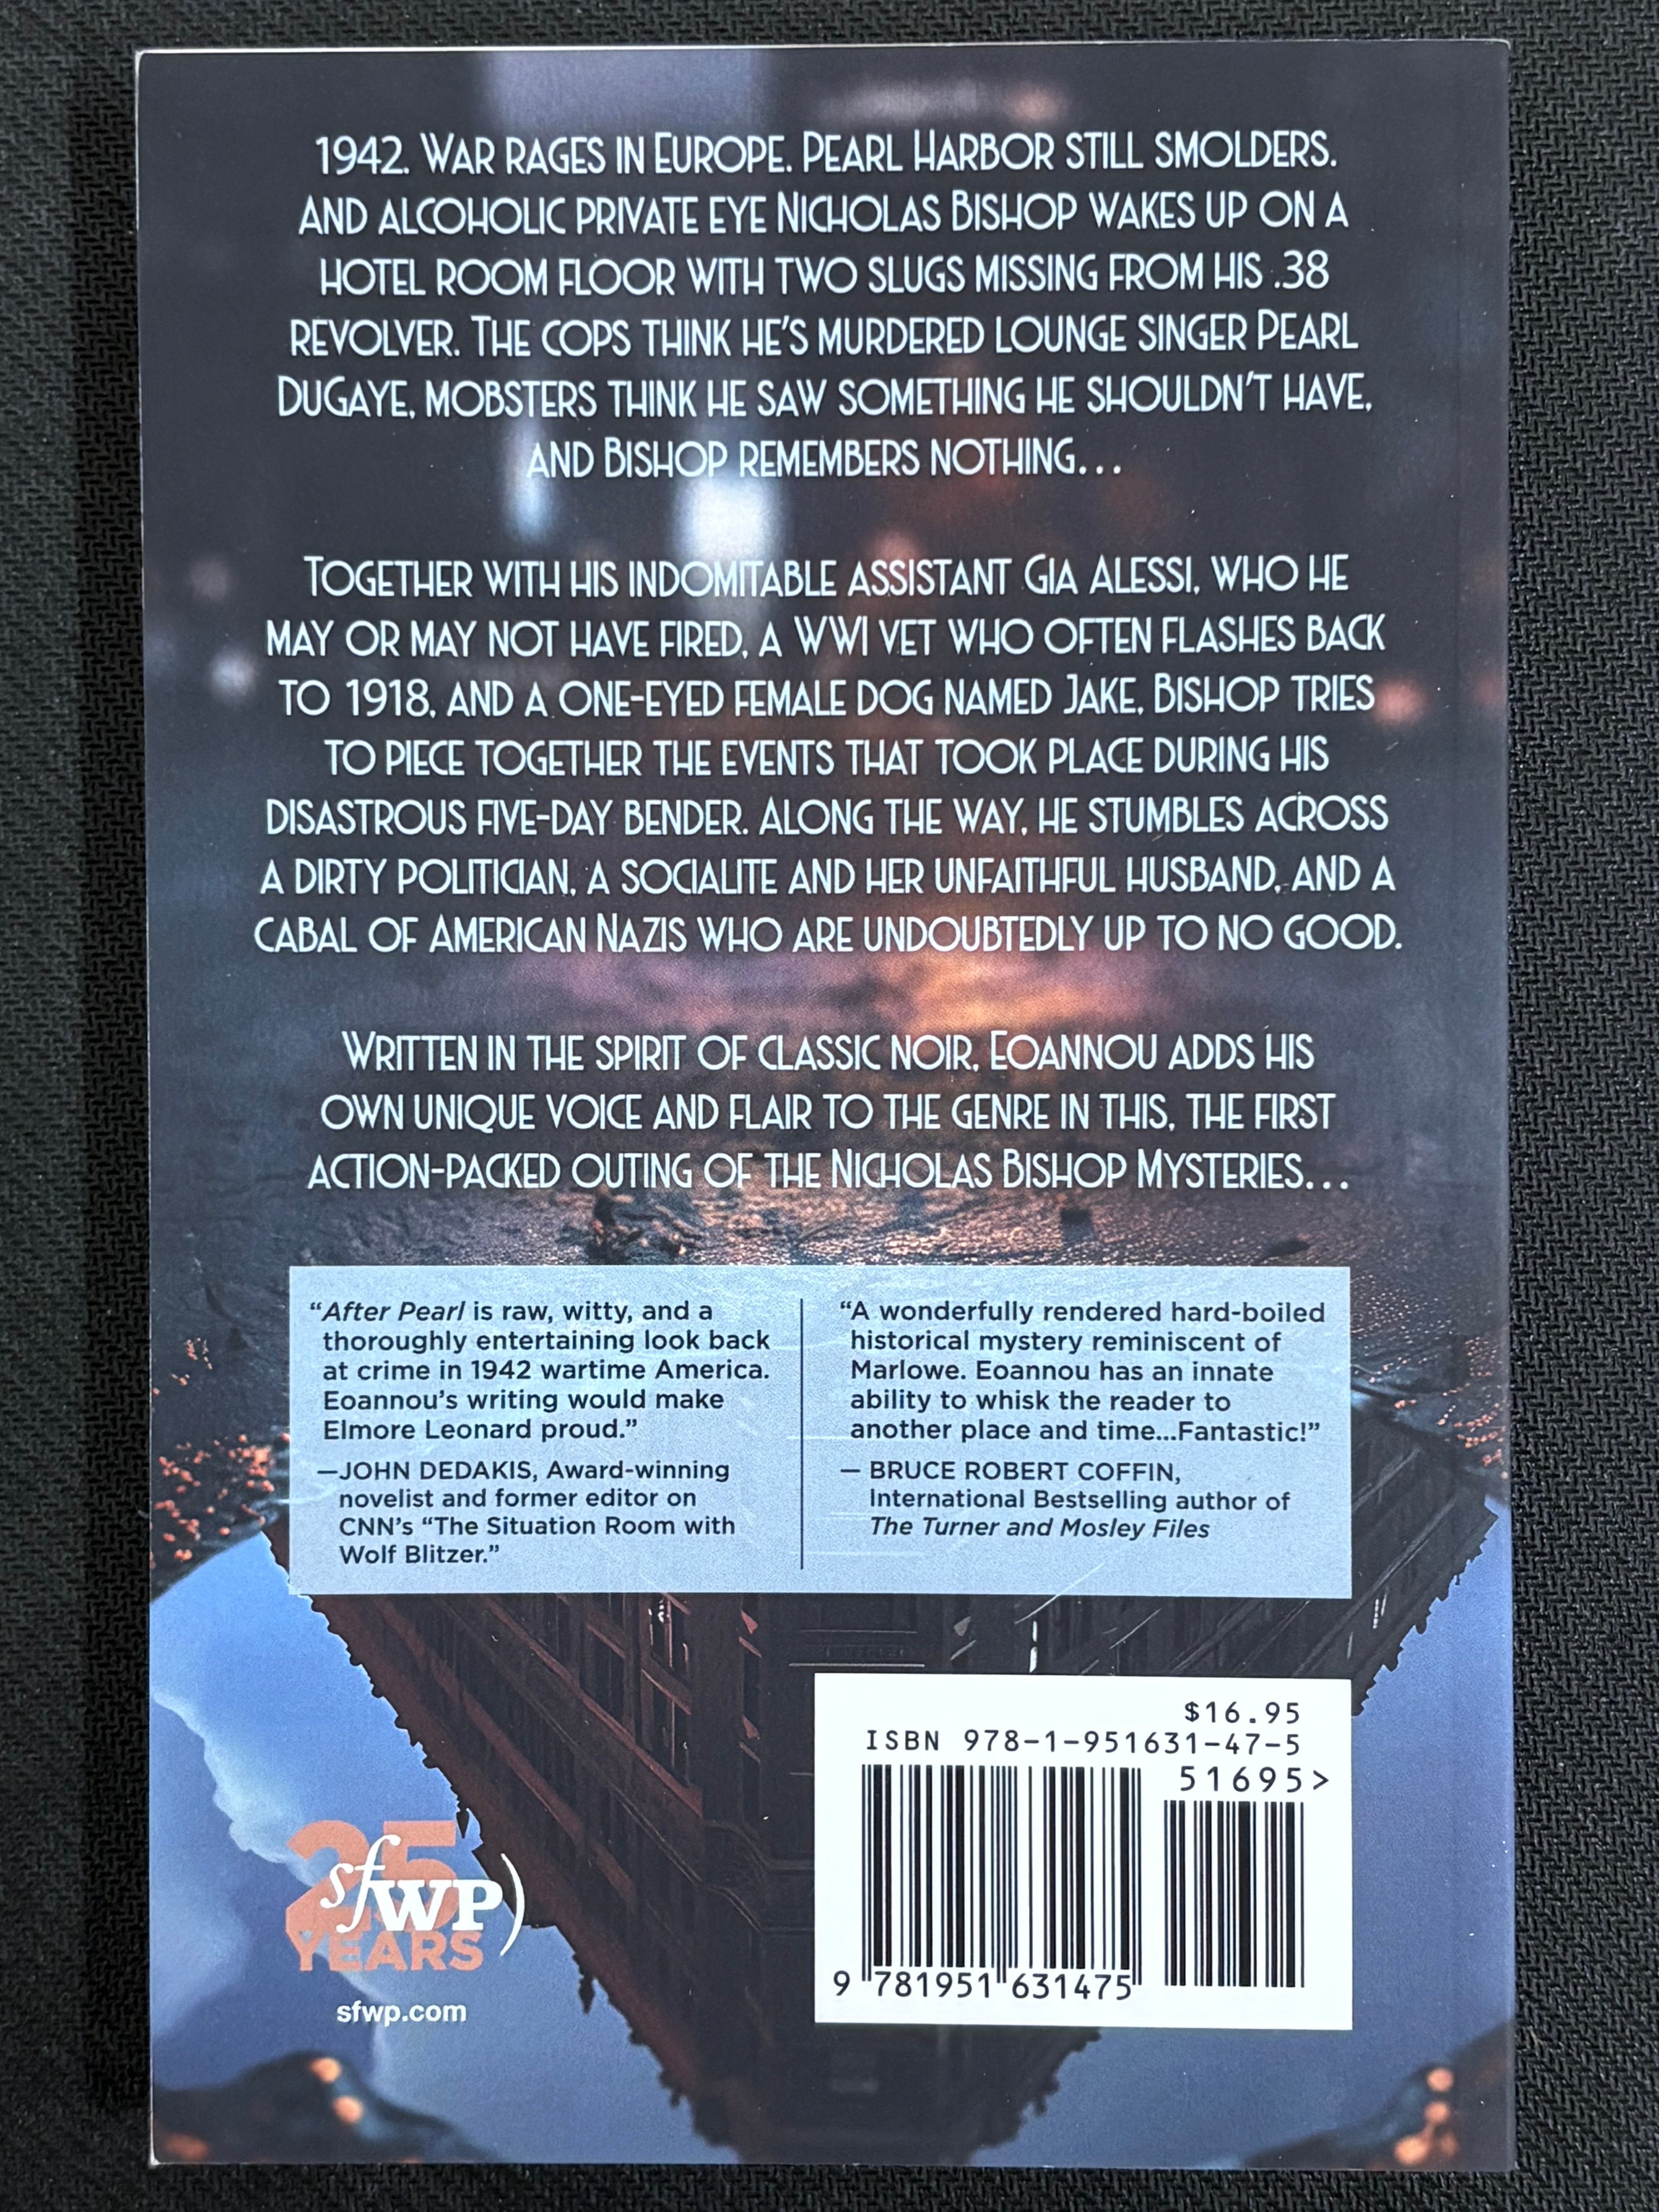 1942. War rages in Europe. Pearl Harbor still smolders.
And alcoholic private eye Nicholas Bishop wakes up on a
hotel room floor with two slugs missing from his .38
revolver. The cops think he's murdered lounge singer Pearl
DuGaye, mobsters think he saw something he shouldn't have,
and Bishop remembers nothing...
Together with his indomitable assistant Gia Alessi, who he
may or may not have fired, a WWI vet who often flashes back
to 1918, and a one-eyed female dog named Jake, Bishop tries
to piece together the events that took place during his
disastrous five-day bender. Along the way, he stumbles across
a dirty politician, a socialite and her unfaithful husband, and a
cabal of American Nazis who are undoubtedly up to no good.
Written in the spirit of classic noir, Eoannou adds his
own unique voice and flair to the genre in this, the first
action-packed outing of the Nicholas Bishop Mysteries...
“After Pearl is raw, witty, and a
thoroughly entertaining look back
at crime in 1942 wartime America.
Eoannou’s writing would make
Elmore Leonard proud.”
—JOHN DEDAKIS, Award-winning
novelist and former editor on
CNN’s “The Situation Room with
Wolf Blitzer.”
“A wonderfully rendered hard-boiled
historical mystery reminiscent of
Marlowe. Eoannou has an innate
ability to whisk the reader to
another place and time...Fantastic!”
— BRUCE ROBERT COFFIN,
International Bestselling author of
The Turner and Mosley Files
$16.95
ISBN 978-1-951631-47-5
51695>
9 781951 631475
25
sfWP)
YEARS
sfwp.com